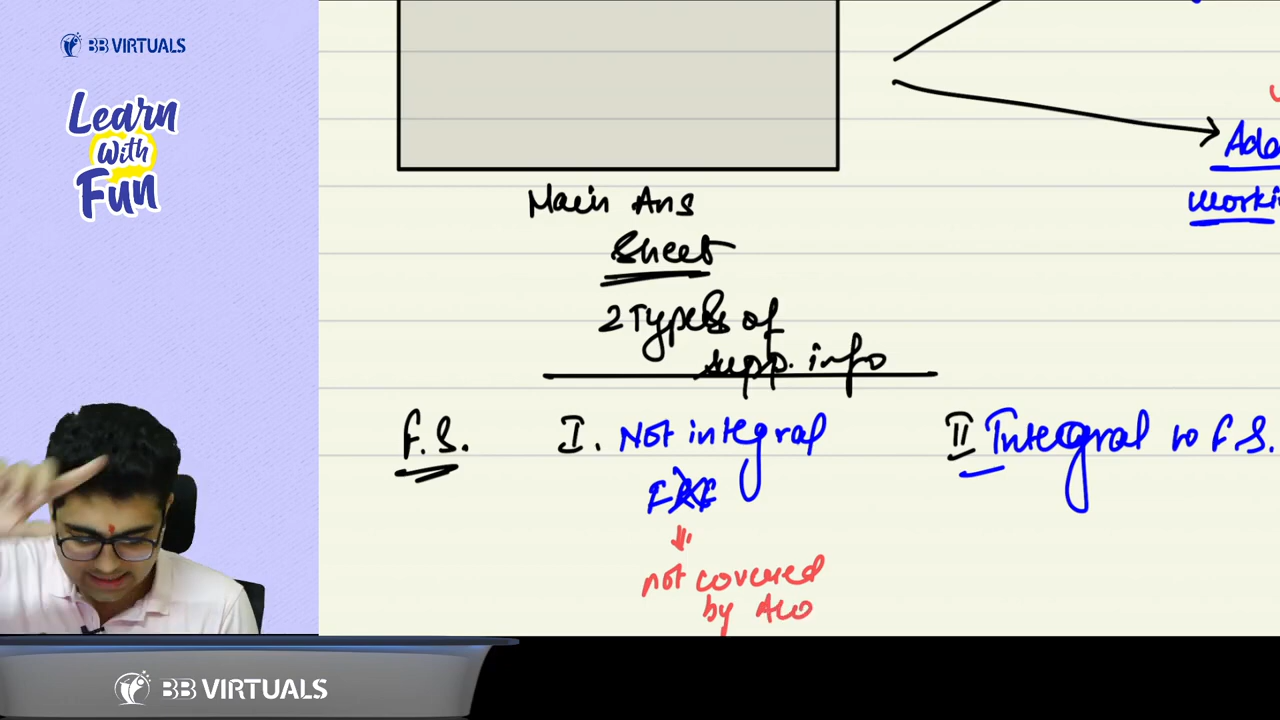 BB VIRTUALS
Learn
with
Fun
Main Ans
Sheet
2 Types of
supp. info
F.S.
I. Not integral
II Integral to F.S.
not covered
by AO
BB VIRTUALS